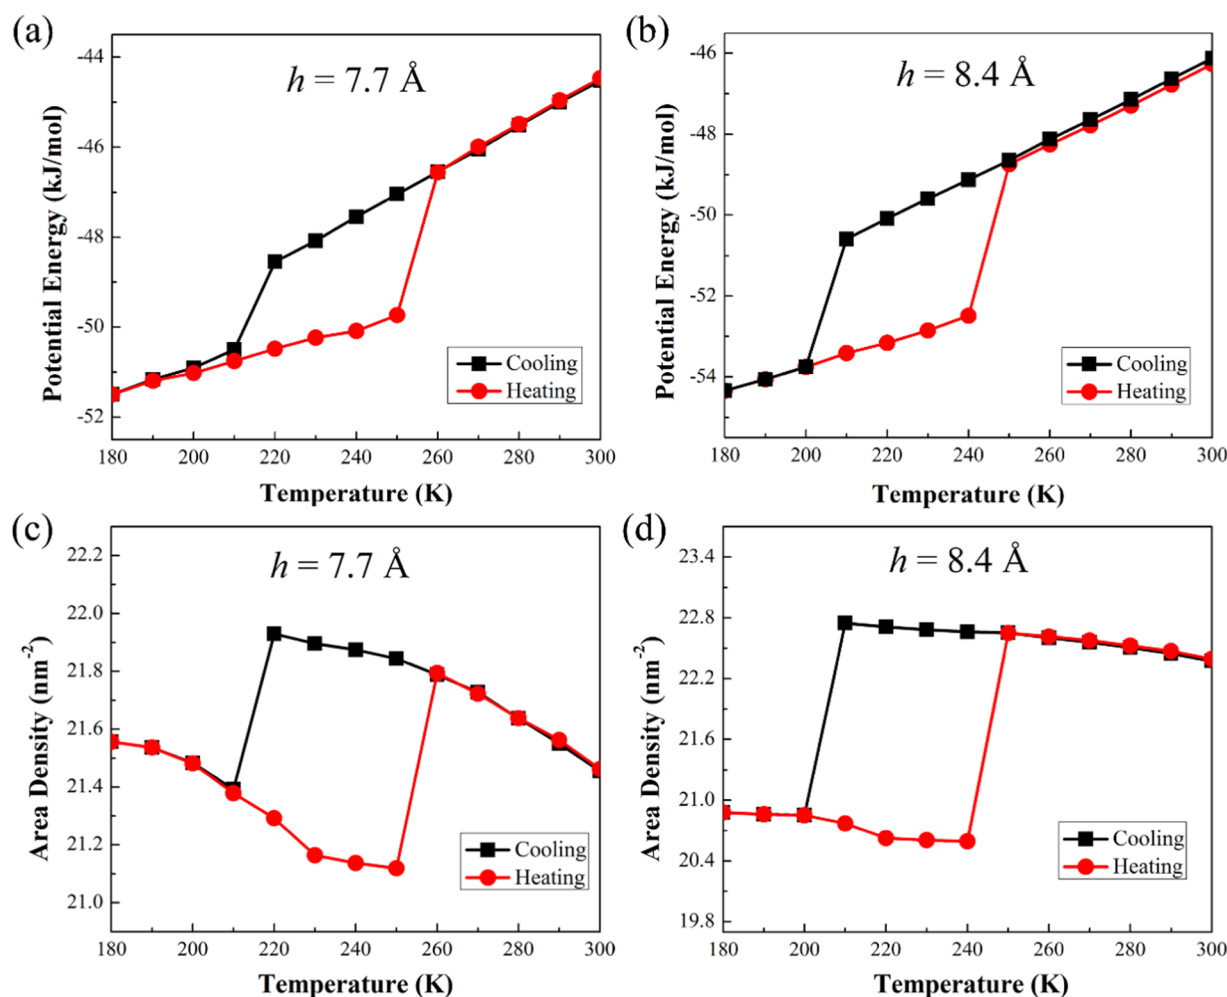 (a)
h = 7.7 Å
Potential Energy (kJ/mol)
-44
-46
-48
-50
-52
180 200 220 240 260 280 300
Temperature (K)
Cooling
Heating
(b)
h = 8.4 Å
Potential Energy (kJ/mol)
-46
-48
-50
-52
-54
180 200 220 240 260 280 300
Temperature (K)
Cooling
Heating
(c)
h = 7.7 Å
Area Density (nm⁻²)
22.2
22.0
21.8
21.6
21.4
21.2
21.0
180 200 220 240 260 280 300
Temperature (K)
Cooling
Heating
(d)
h = 8.4 Å
Area Density (nm⁻²)
23.4
22.8
22.2
21.6
21.0
20.4
19.8
180 200 220 240 260 280 300
Temperature (K)
Cooling
Heating